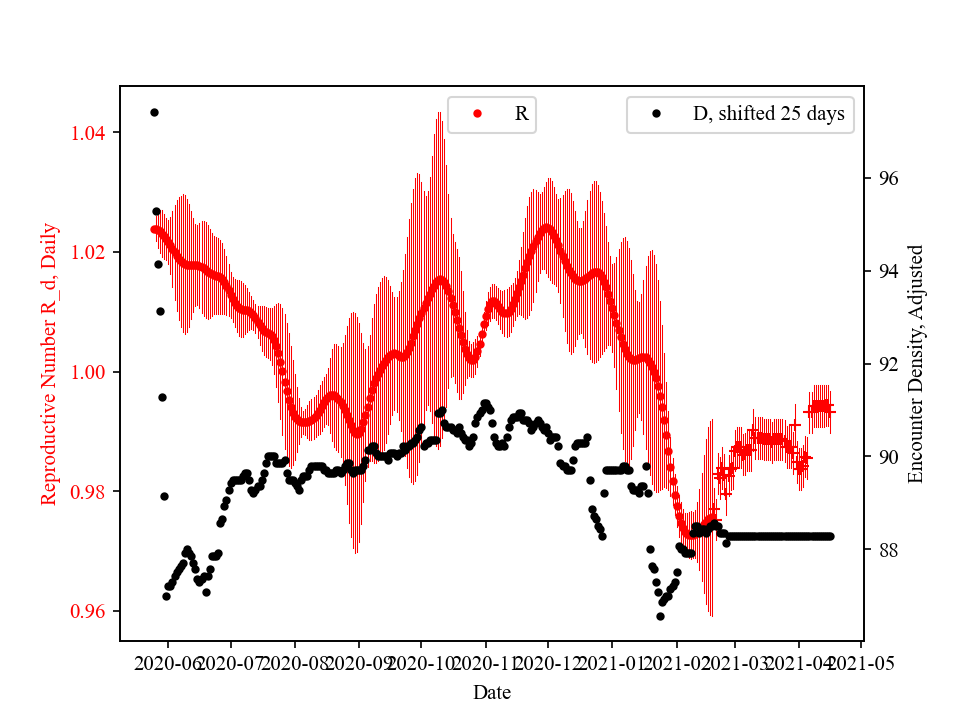 R
D, shifted 25 days
1.04
1.02
1.00
0.98
0.96
Reproductive Number R_d, Daily
96
94
92
90
88
Encounter Density, Adjusted
2020-06 2020-07 2020-08 2020-09 2020-10 2020-11 2020-12 2021-01 2021-02 2021-03 2021-04 2021-05
Date